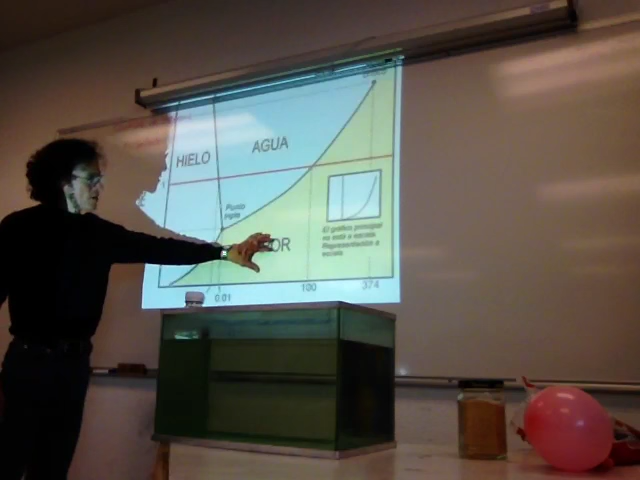 HIELO
AGUA
Punto
triple
OR
El gráfico principal
no está a escala
Representación a
escala
0.01
100
374